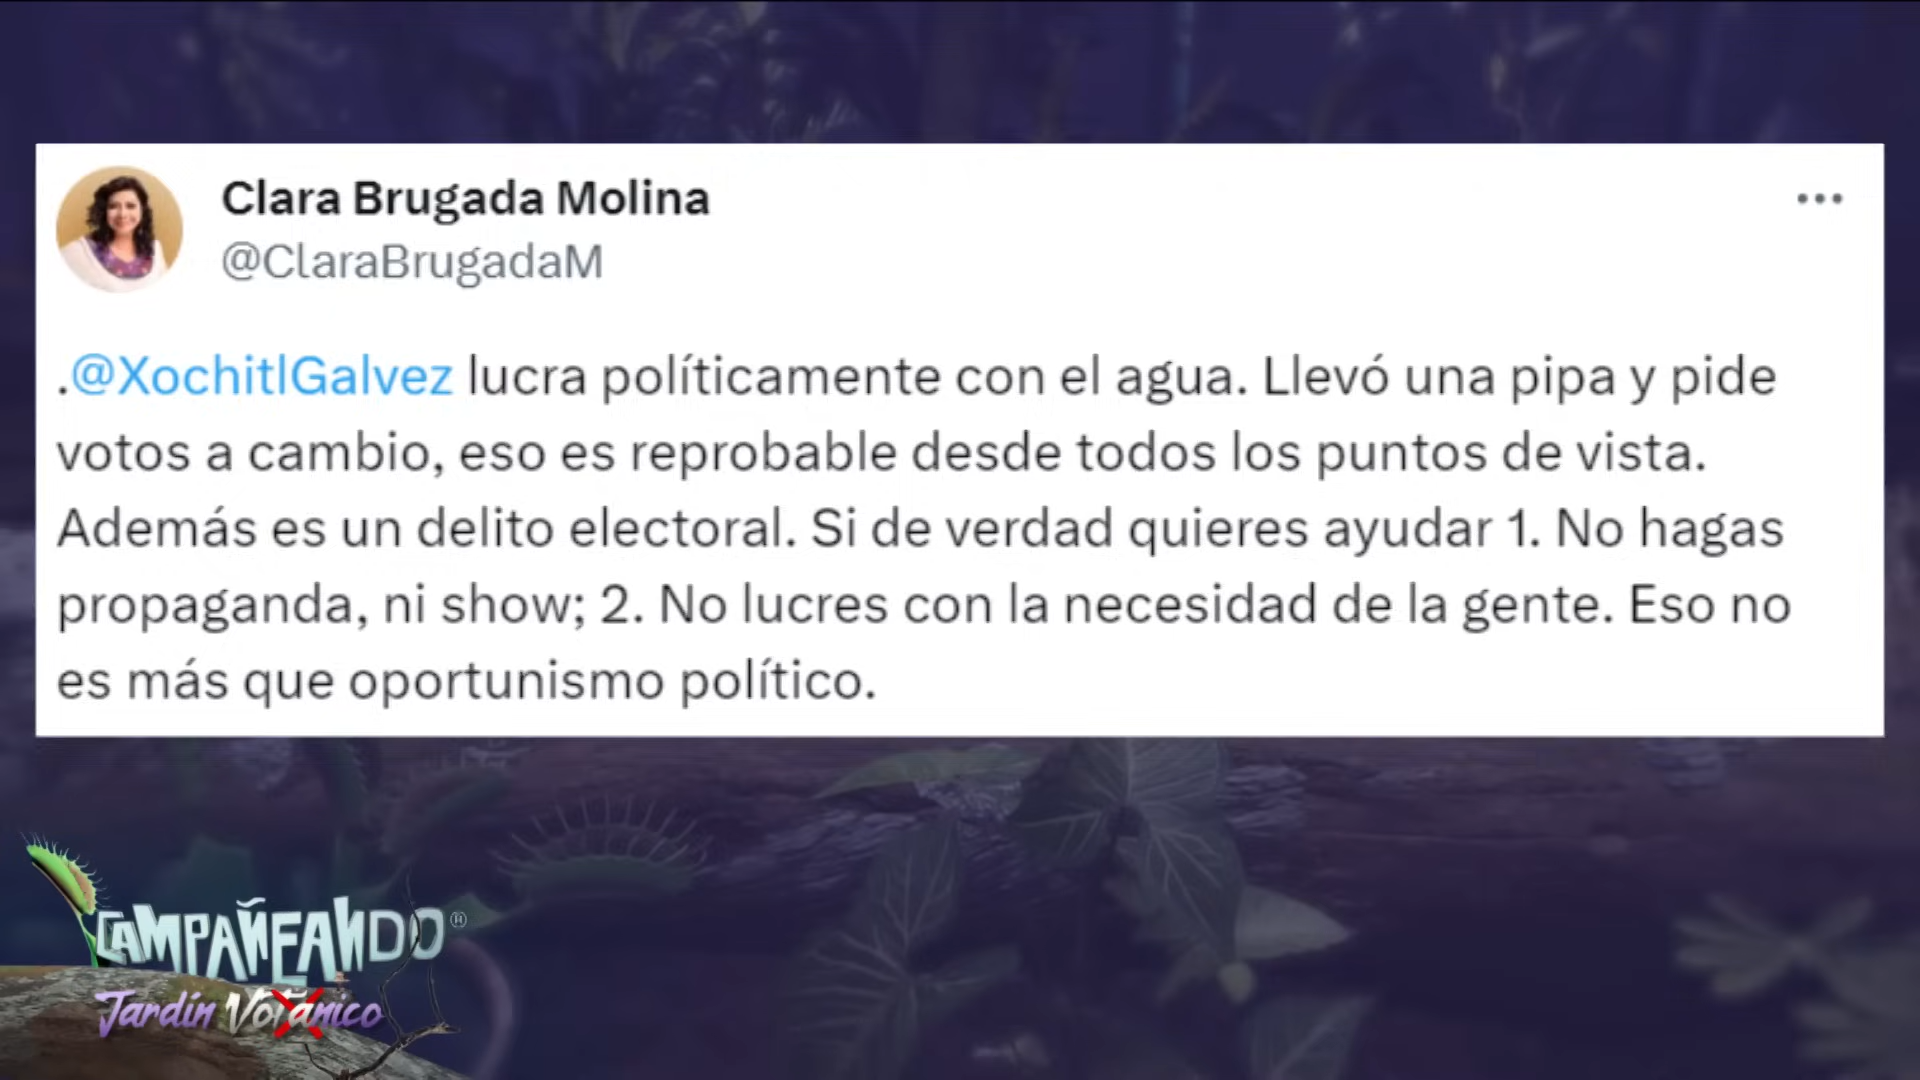 Clara Brugada Molina
@ClaraBrugadaM
.@XochitlGalvez lucra políticamente con el agua. Llevó una pipa y pide
votos a cambio, eso es reprobable desde todos los puntos de vista.
Además es un delito electoral. Si de verdad quieres ayudar 1. No hagas
propaganda, ni show; 2. No lucres con la necesidad de la gente. Eso no
es más que oportunismo político.
CAMPAÑEANDO®
Jardín Votánico